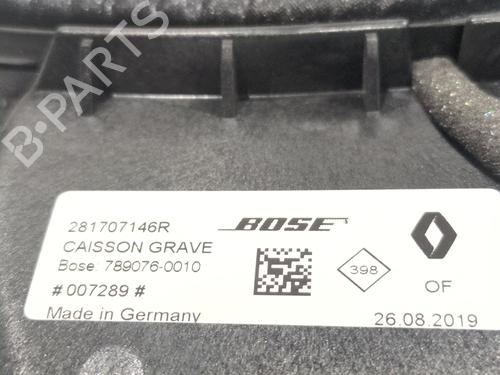 B-PARTS
281707146R
BOSE
CAISSON GRAVE
Bose: 789076-0010
398
# 007289 #
OF
Made in Germany
26.08.2019